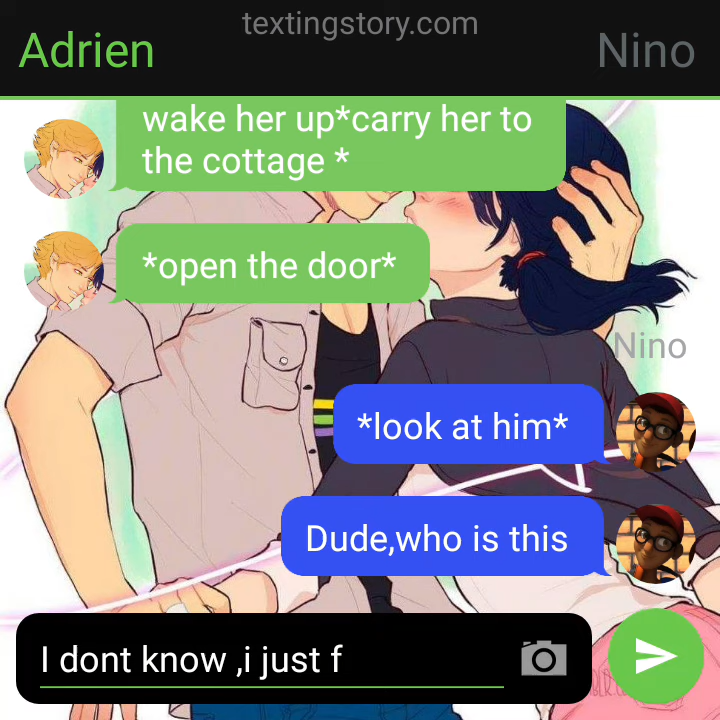 textingstory.com
Adrien
Nino
wake her up*carry her to
the cottage *
*open the door*
Nino
*look at him*
Dude,who is this
I dont know ,i just f